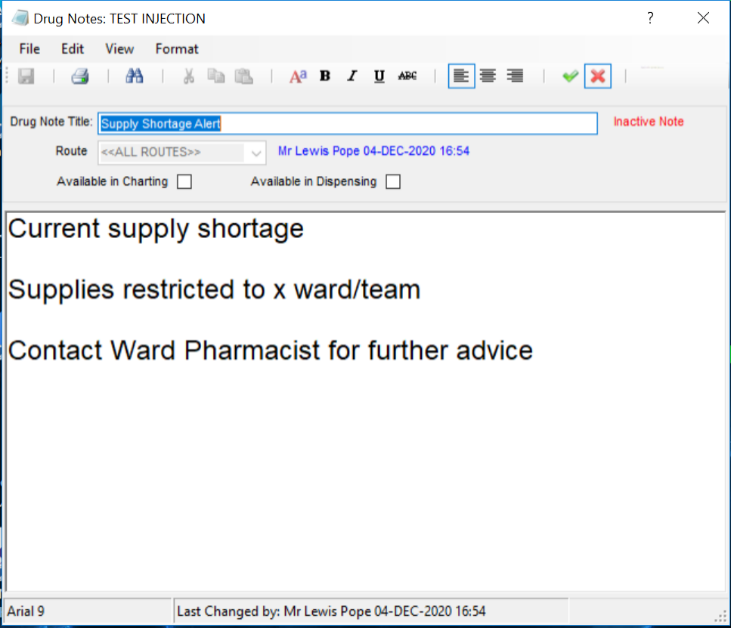 Drug Notes: TEST INJECTION ?
File Edit View Format
Aa B I U ABC
Drug Note Title: Supply Shortage Alert Inactive Note
Route <<ALL ROUTES>> Mr Lewis Pope 04-DEC-2020 16:54
Available in Charting Available in Dispensing
Current supply shortage
Supplies restricted to x ward/team
Contact Ward Pharmacist for further advice
Arial 9 Last Changed by: Mr Lewis Pope 04-DEC-2020 16:54